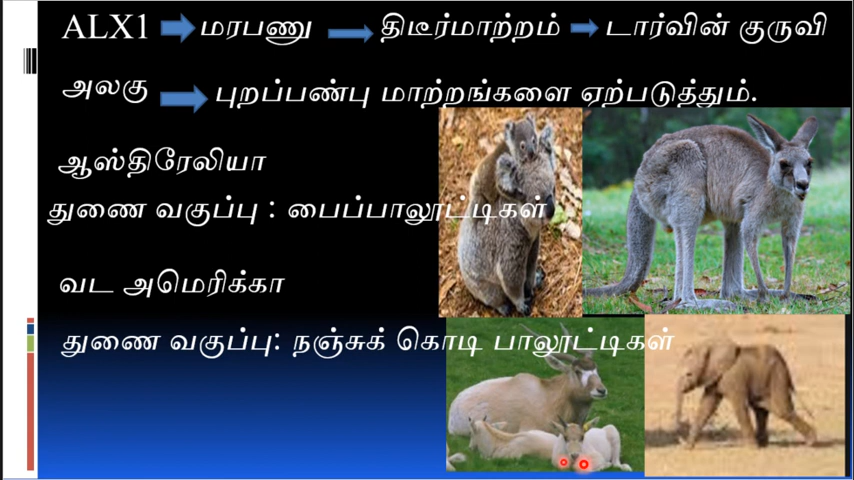 ALX1 மரபணு திடீர்மாற்றம் டார்வின் குருவி
அலகு புறப்பண்பு மாற்றங்களை ஏற்படுத்தும்.
ஆஸ்திரேலியா
துணை வகுப்பு : பைப்பாலூட்டிகள்
வட அமெரிக்கா
துணை வகுப்பு: நஞ்சுக் கொடி பாலூட்டிகள்